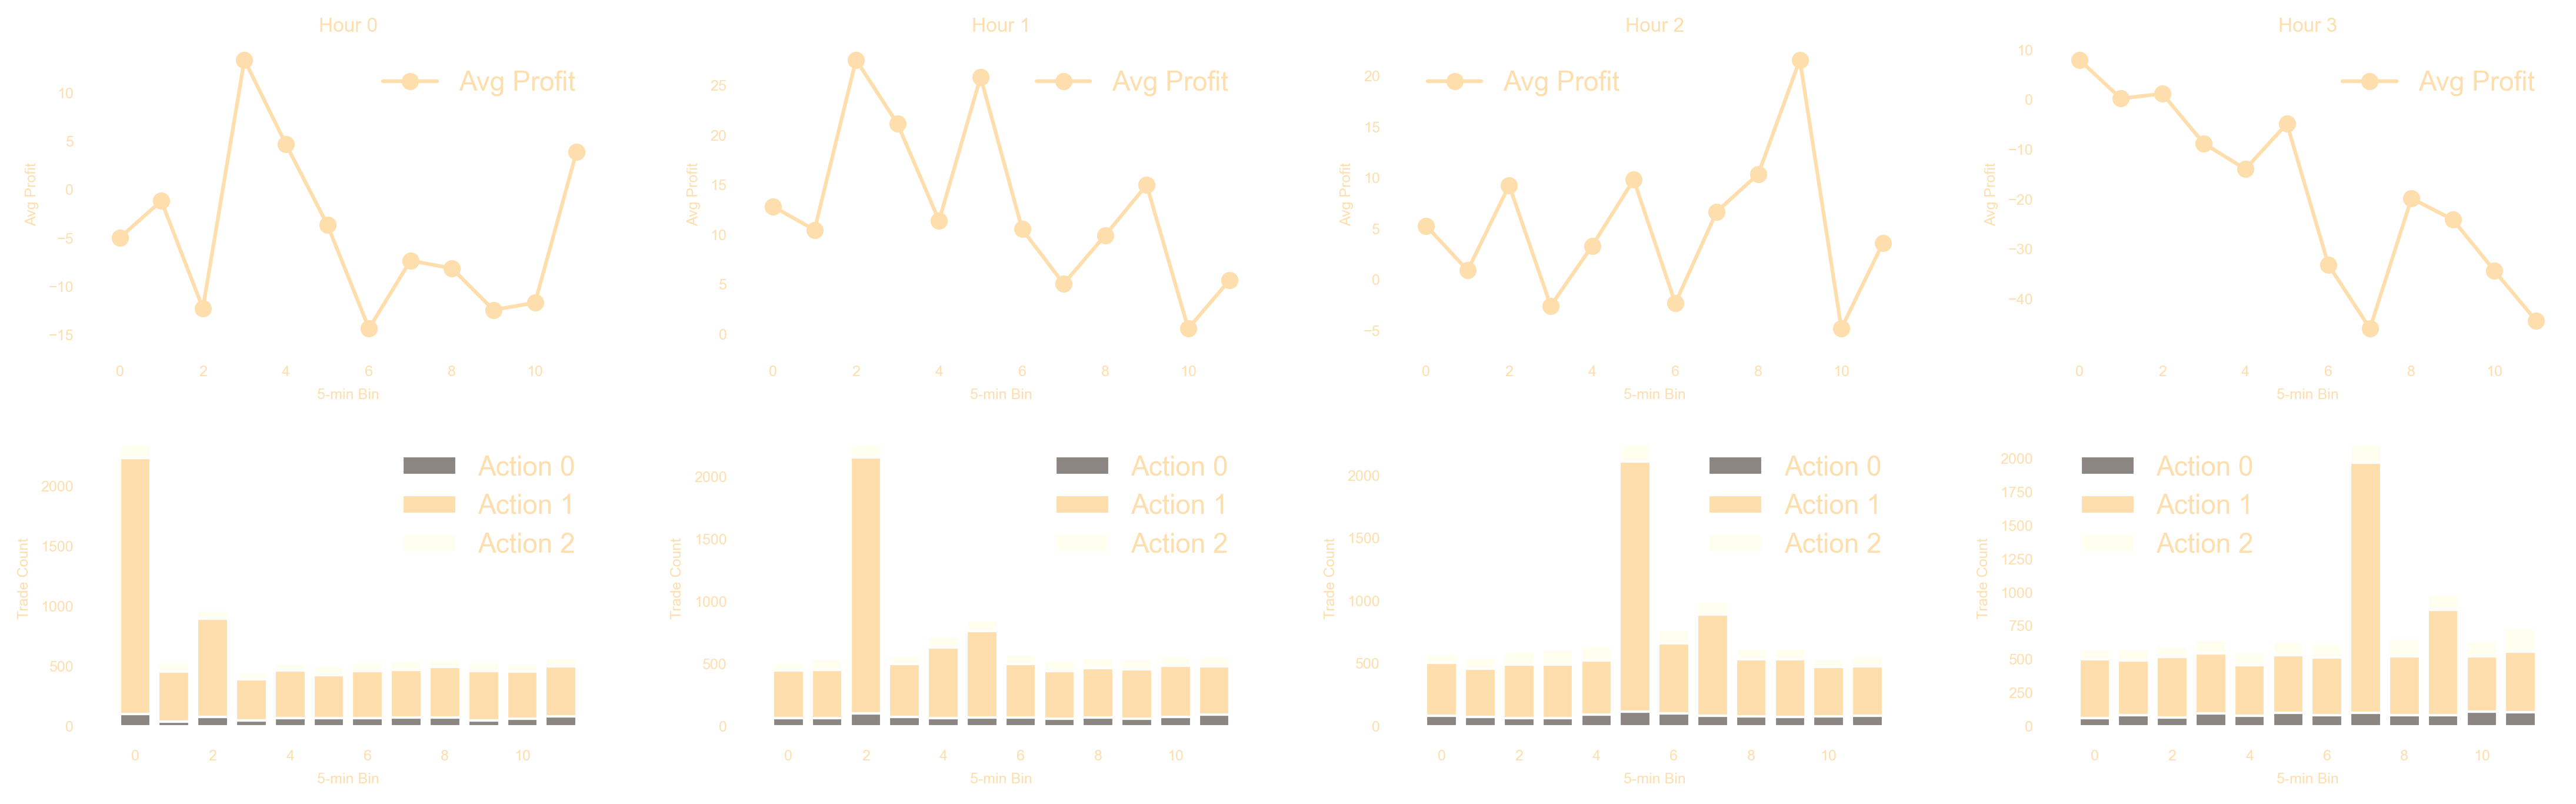 Hour 0
Avg Profit
Avg Profit
10
5
0
−5
−10
−15
0 2 4 6 8 10
5-min Bin
Hour 1
Avg Profit
Avg Profit
25
20
15
10
5
0
0 2 4 6 8 10
5-min Bin
Hour 2
Avg Profit
Avg Profit
20
15
10
5
0
−5
0 2 4 6 8 10
5-min Bin
Hour 3
Avg Profit
Avg Profit
10
0
−10
−20
−30
−40
0 2 4 6 8 10
5-min Bin
Action 0
Action 1
Action 2
Trade Count
2000
1500
1000
500
0
0 2 4 6 8 10
5-min Bin
Action 0
Action 1
Action 2
Trade Count
2000
1500
1000
500
0
0 2 4 6 8 10
5-min Bin
Action 0
Action 1
Action 2
Trade Count
2000
1500
1000
500
0
0 2 4 6 8 10
5-min Bin
Action 0
Action 1
Action 2
Trade Count
2000
1750
1500
1250
1000
750
500
250
0
0 2 4 6 8 10
5-min Bin